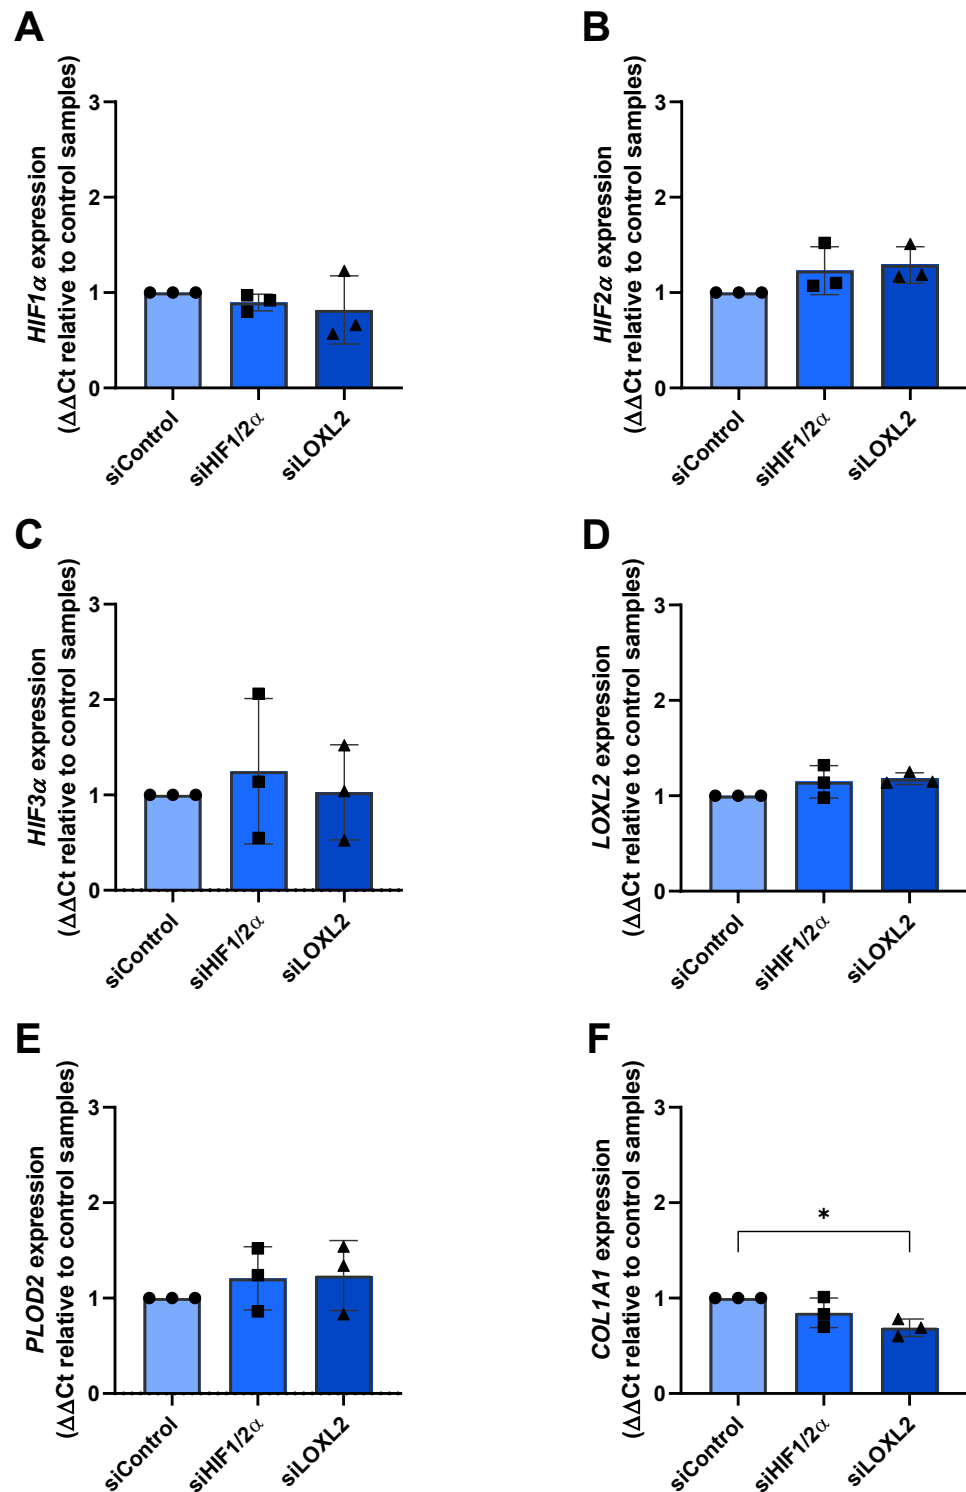 A
HIF1α expression
(ΔΔCt relative to control samples)
3
2
1
0
siControl
siHIF1/2α
siLOXL2
B
HIF2α expression
(ΔΔCt relative to control samples)
3
2
1
0
siControl
siHIF1/2α
siLOXL2
C
HIF3α expression
(ΔΔCt relative to control samples)
3
2
1
0
siControl
siHIF1/2α
siLOXL2
D
LOXL2 expression
(ΔΔCt relative to control samples)
3
2
1
0
siControl
siHIF1/2α
siLOXL2
E
PLOD2 expression
(ΔΔCt relative to control samples)
3
2
1
0
siControl
siHIF1/2α
siLOXL2
F
COL1A1 expression
(ΔΔCt relative to control samples)
3
2
1
0
*
siControl
siHIF1/2α
siLOXL2